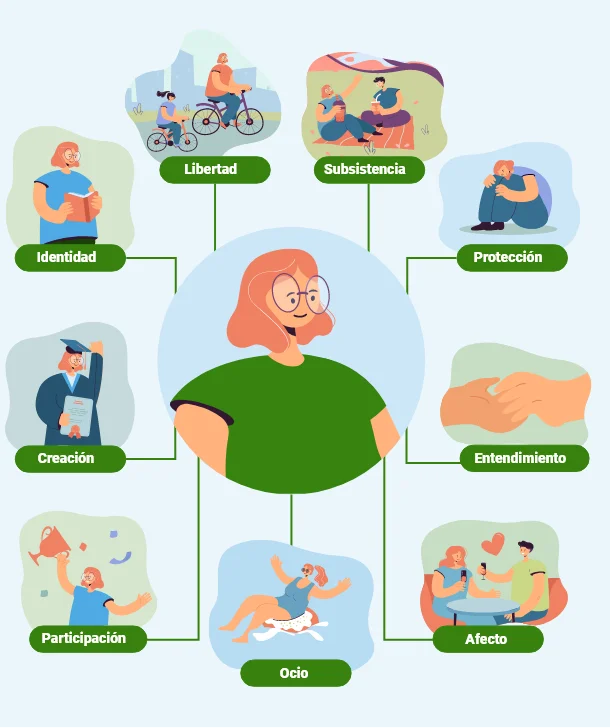 Libertad
Subsistencia
Identidad
Protección
Creación
Entendimiento
Participación
Afecto
Ocio